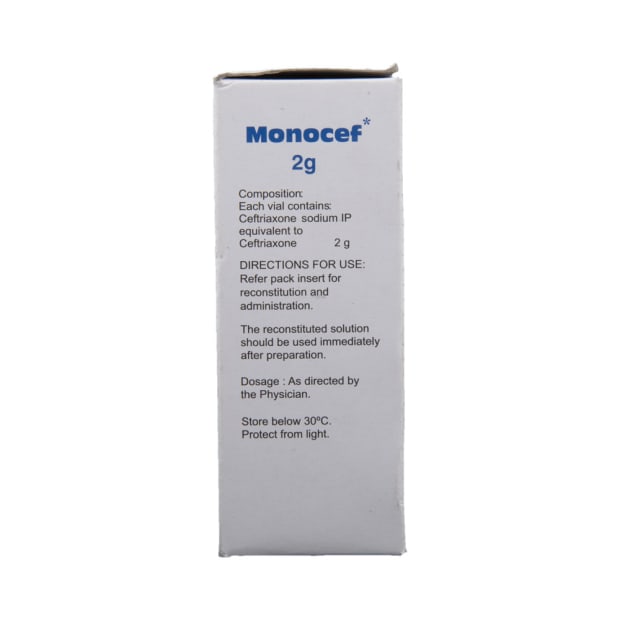 Monocef*
2g
Composition:
Each vial contains:
Ceftriaxone sodium IP
equivalent to
Ceftriaxone 2 g
DIRECTIONS FOR USE:
Refer pack insert for
reconstitution and
administration.
The reconstituted solution
should be used immediately
after preparation.
Dosage : As directed by
the Physician.
Store below 30ºC.
Protect from light.